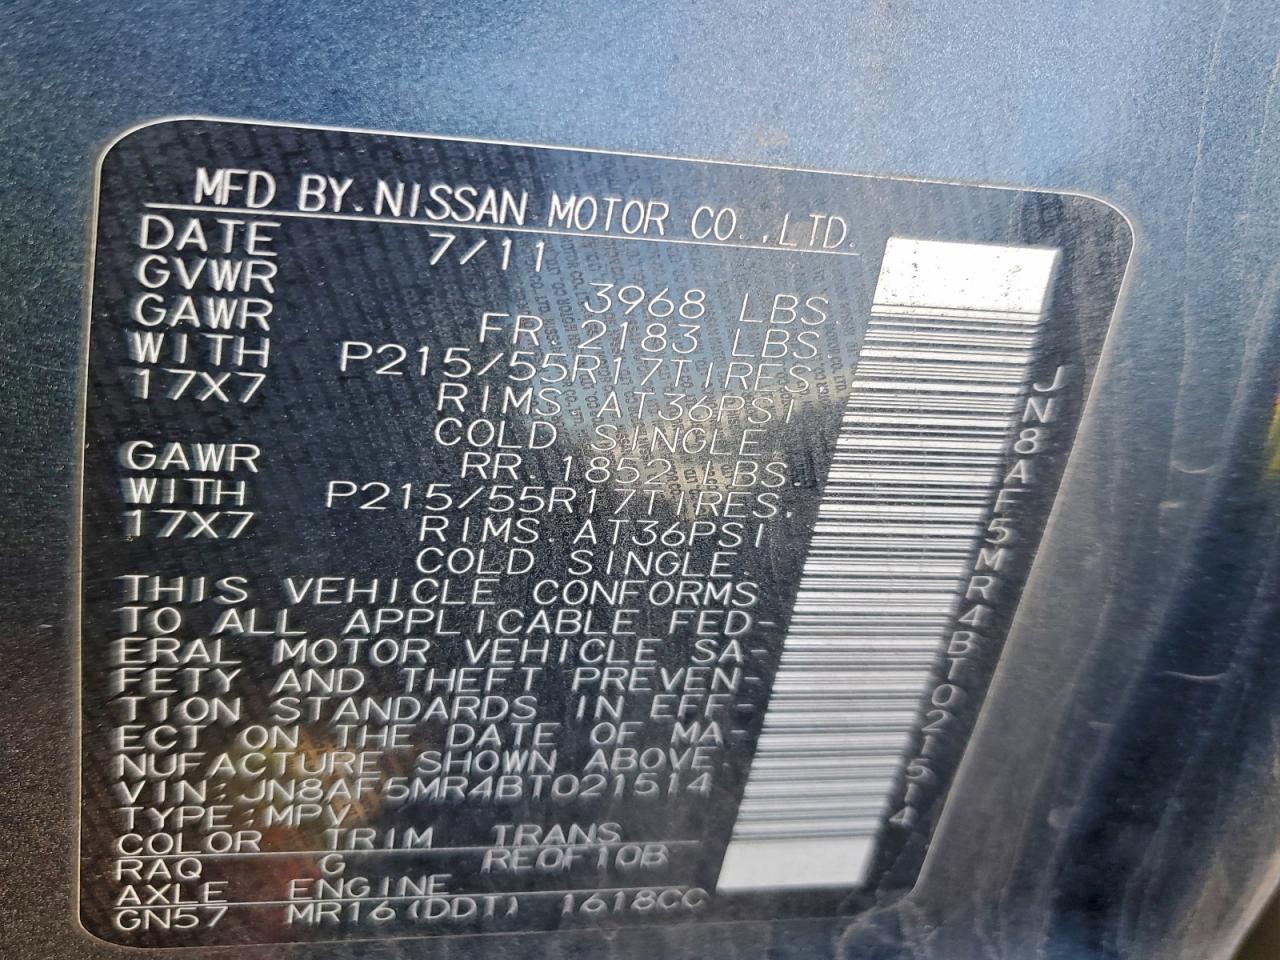 MFD BY.NISSAN MOTOR CO.,LTD.
DATE 7/11
GVWR 3968 LBS.
GAWR FR 2183 LBS
WITH P215/55R17TIRES
17X7 RIMS AT36PSI
COLD SINGLE
GAWR RR. 1852 LBS.
WITH P215/55R17TIRES.
17X7 RIMS.AT36PSI
COLD SINGLE.
THIS VEHICLE CONFORMS
TO ALL APPLICABLE FED-
ERAL MOTOR VEHICLE SA-
FETY AND THEFT PREVEN-
TION STANDARDS IN EFF-
ECT ON THE DATE OF MA-
NUFACTURE SHOWN ABOVE.
VIN:JN8AF5MR4BT021514
TYPE:MPV
COLOR TRIM TRANS
RAQ G RE0F10B
AXLE ENGINE
GN57 MR16(DDT) 1618CC
JN8AF5MR4BT021514